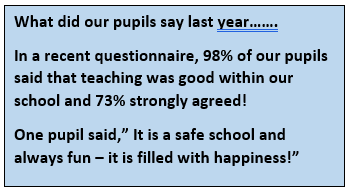 What did our pupils say last year…….
In a recent questionnaire, 98% of our pupils
said that teaching was good within our
school and 73% strongly agreed!
One pupil said,” It is a safe school and
always fun – it is filled with happiness!”